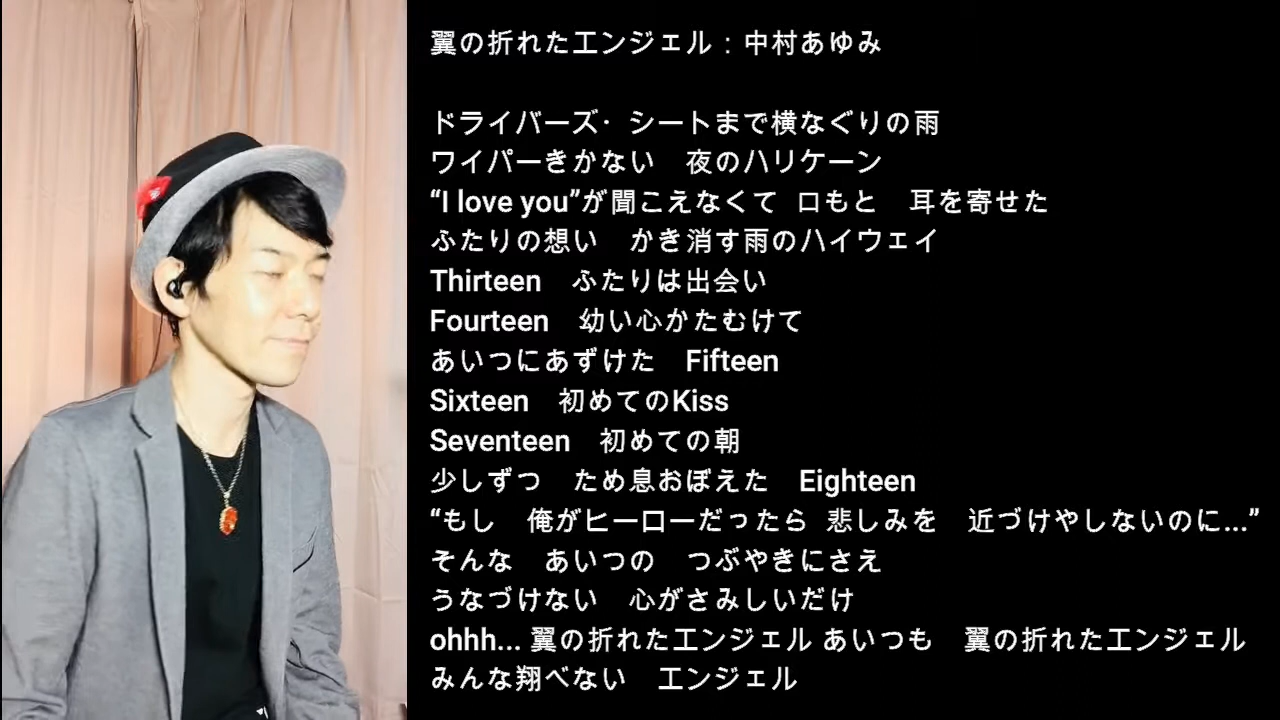 翼の折れたエンジェル：中村あゆみ
ドライバーズ・シートまで横なぐりの雨
ワイパーきかない　夜のハリケーン
“I love you”が聞こえなくて 口もと　耳を寄せた
ふたりの想い　かき消す雨のハイウェイ
Thirteen　ふたりは出会い
Fourteen　幼い心かたむけて
あいつにあずけた　Fifteen
Sixteen　初めてのKiss
Seventeen　初めての朝
少しずつ　ため息おぼえた　Eighteen
“もし　俺がヒーローだったら 悲しみを　近づけやしないのに...”
そんな　あいつの　つぶやきにさえ
うなづけない　心がさみしいだけ
ohhh... 翼の折れたエンジェル あいつも　翼の折れたエンジェル
みんな翔べない　エンジェル